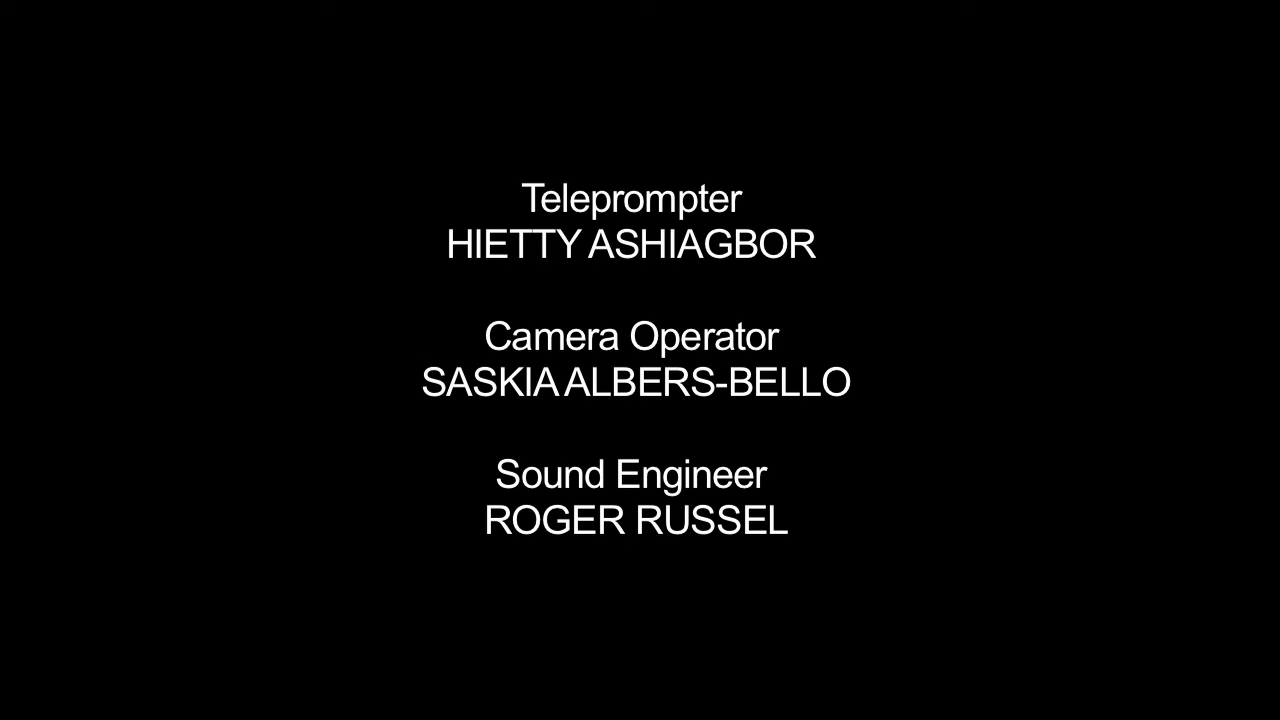 Teleprompter
HIETTY ASHIAGBOR
Camera Operator
SASKIA ALBERS-BELLO
Sound Engineer
ROGER RUSSEL